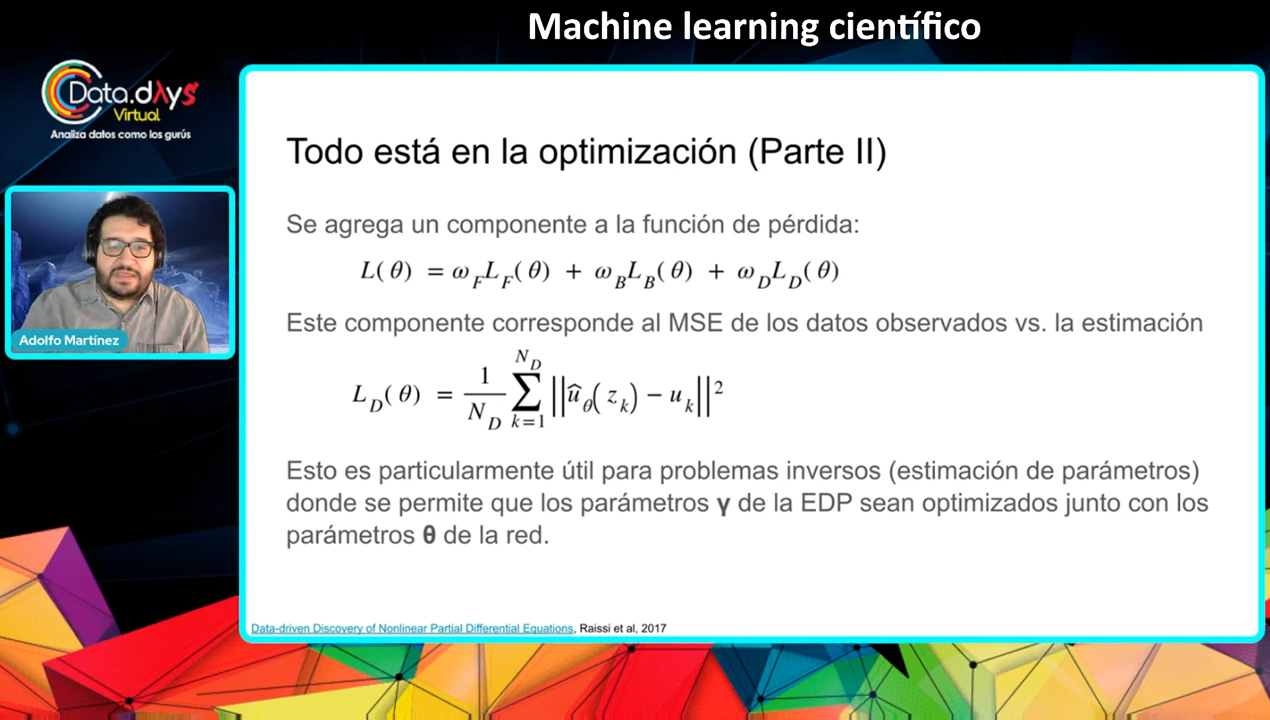 Machine learning científico
Data.dλys
Virtual
Analiza datos como los gurús
Adolfo Martínez
Todo está en la optimización (Parte II)
Se agrega un componente a la función de pérdida:
L(θ) = ω_F L_F(θ) + ω_B L_B(θ) + ω_D L_D(θ)
Este componente corresponde al MSE de los datos observados vs. la estimación
L_D(θ) = 1/N_D ∑_{k=1}^{N_D} ||û_θ(z_k) − u_k||²
Esto es particularmente útil para problemas inversos (estimación de parámetros)
donde se permite que los parámetros γ de la EDP sean optimizados junto con los
parámetros θ de la red.
Data-driven Discovery of Nonlinear Partial Differential Equations, Raissi et al, 2017